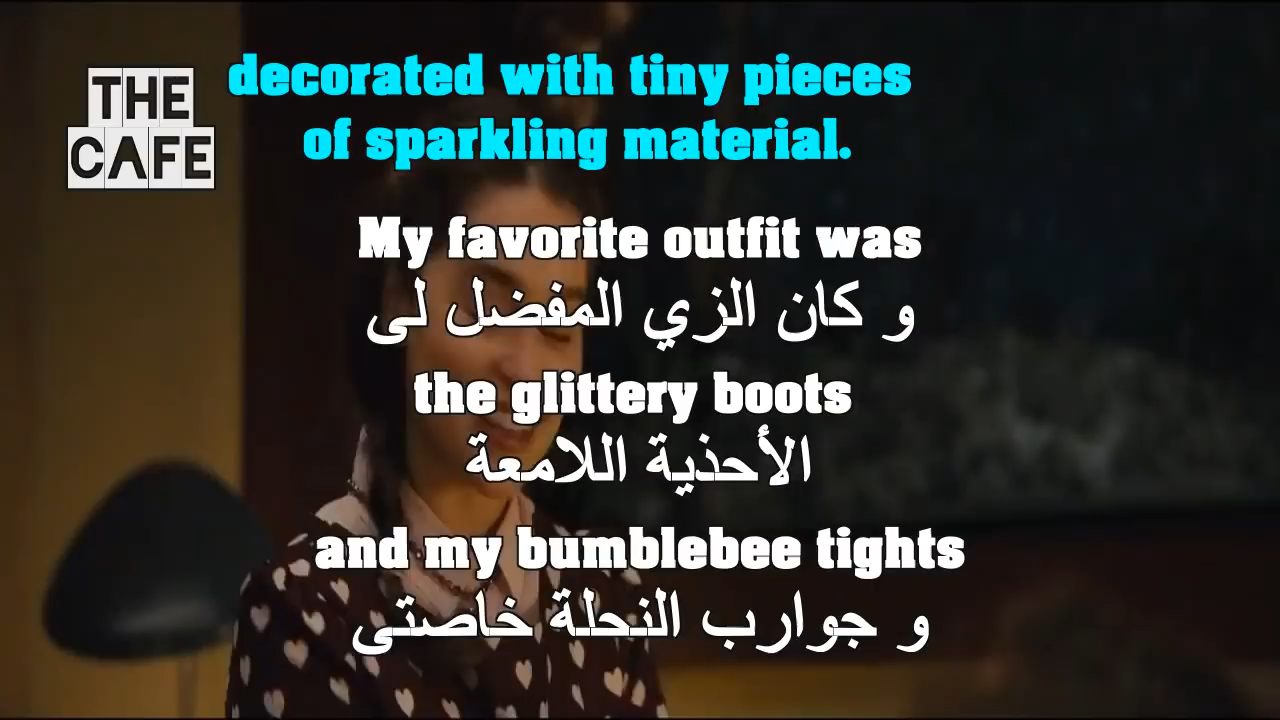 THE
CAFE
decorated with tiny pieces
of sparkling material.
My favorite outfit was
و كان الزي المفضل لى
the glittery boots
الأحذية اللامعة
and my bumblebee tights
و جوارب النحلة خاصتى